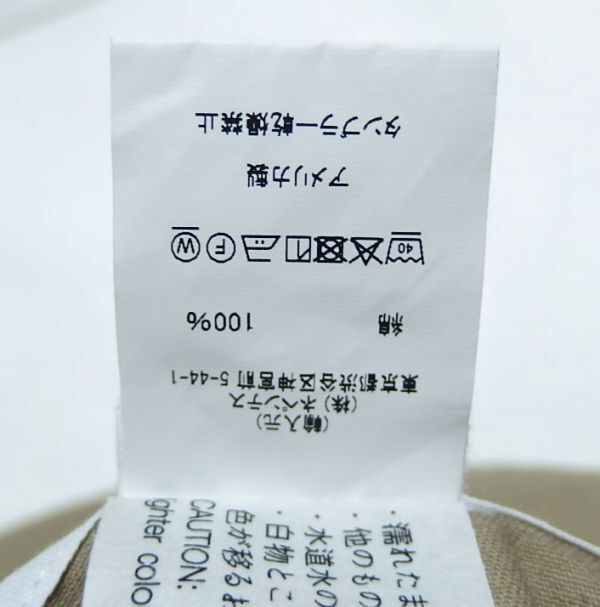 (輸入元)
(株) ネペンテス
東京都渋谷区神宮前 5-44-1
綿 100%
40 F W
アメリカ製
タンブラー乾燥禁止
・濡れたま
・他のもの
・水道水の
・白物とこ
色が移るお
CAUTION:
ighter colo